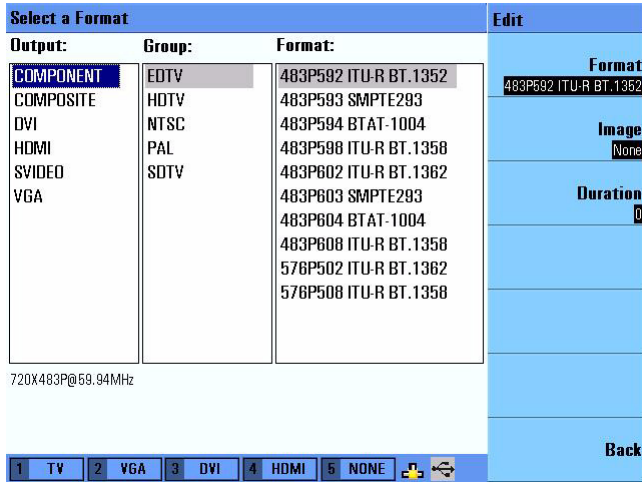 Select a Format
Edit
Output:
Group:
Format:
COMPONENT
COMPOSITE
DVI
HDMI
SVIDEO
VGA
EDTV
HDTV
NTSC
PAL
SDTV
483P592 ITU-R BT.1352
483P593 SMPTE293
483P594 BTAT-1004
483P598 ITU-R BT.1358
483P602 ITU-R BT.1362
483P603 SMPTE293
483P604 BTAT-1004
483P608 ITU-R BT.1358
576P502 ITU-R BT.1362
576P508 ITU-R BT.1358
Format
483P592 ITU-R BT.1352
Image
None
Duration
0
Back
720X483P@59.94MHz
1 TV 2 VGA 3 DVI 4 HDMI 5 NONE